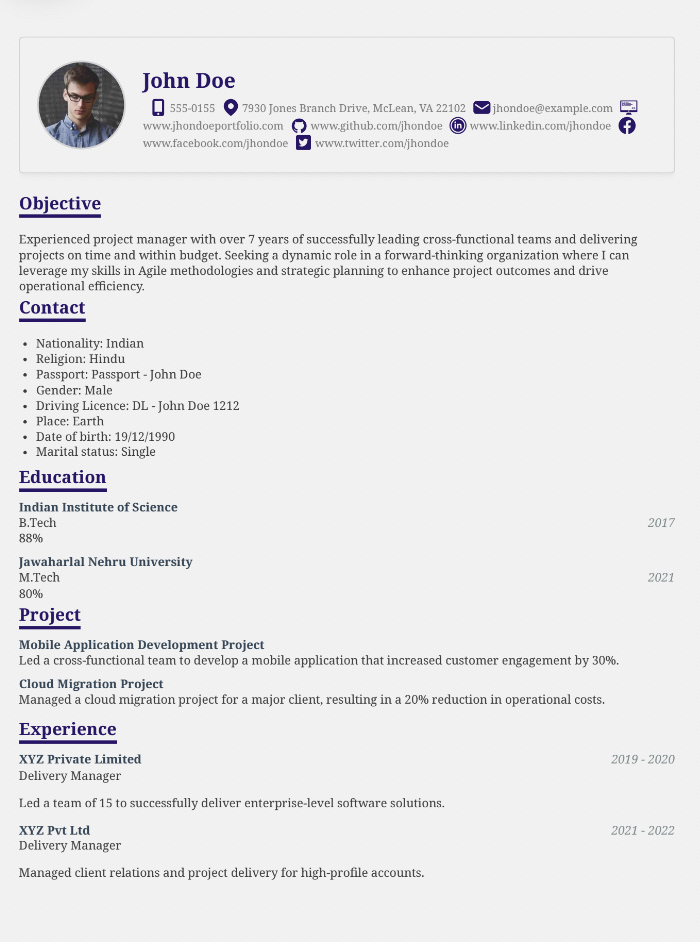 John Doe
555-0155 7930 Jones Branch Drive, McLean, VA 22102 jhondoe@example.com
www.jhondoeportfolio.com www.github.com/jhondoe www.linkedin.com/jhondoe
www.facebook.com/jhondoe www.twitter.com/jhondoe
Objective
Experienced project manager with over 7 years of successfully leading cross-functional teams and delivering
projects on time and within budget. Seeking a dynamic role in a forward-thinking organization where I can
leverage my skills in Agile methodologies and strategic planning to enhance project outcomes and drive
operational efficiency.
Contact
• Nationality: Indian
• Religion: Hindu
• Passport: Passport - John Doe
• Gender: Male
• Driving Licence: DL - John Doe 1212
• Place: Earth
• Date of birth: 19/12/1990
• Marital status: Single
Education
Indian Institute of Science
B.Tech 2017
88%
Jawaharlal Nehru University
M.Tech 2021
80%
Project
Mobile Application Development Project
Led a cross-functional team to develop a mobile application that increased customer engagement by 30%.
Cloud Migration Project
Managed a cloud migration project for a major client, resulting in a 20% reduction in operational costs.
Experience
XYZ Private Limited 2019 - 2020
Delivery Manager
Led a team of 15 to successfully deliver enterprise-level software solutions.
XYZ Pvt Ltd 2021 - 2022
Delivery Manager
Managed client relations and project delivery for high-profile accounts.